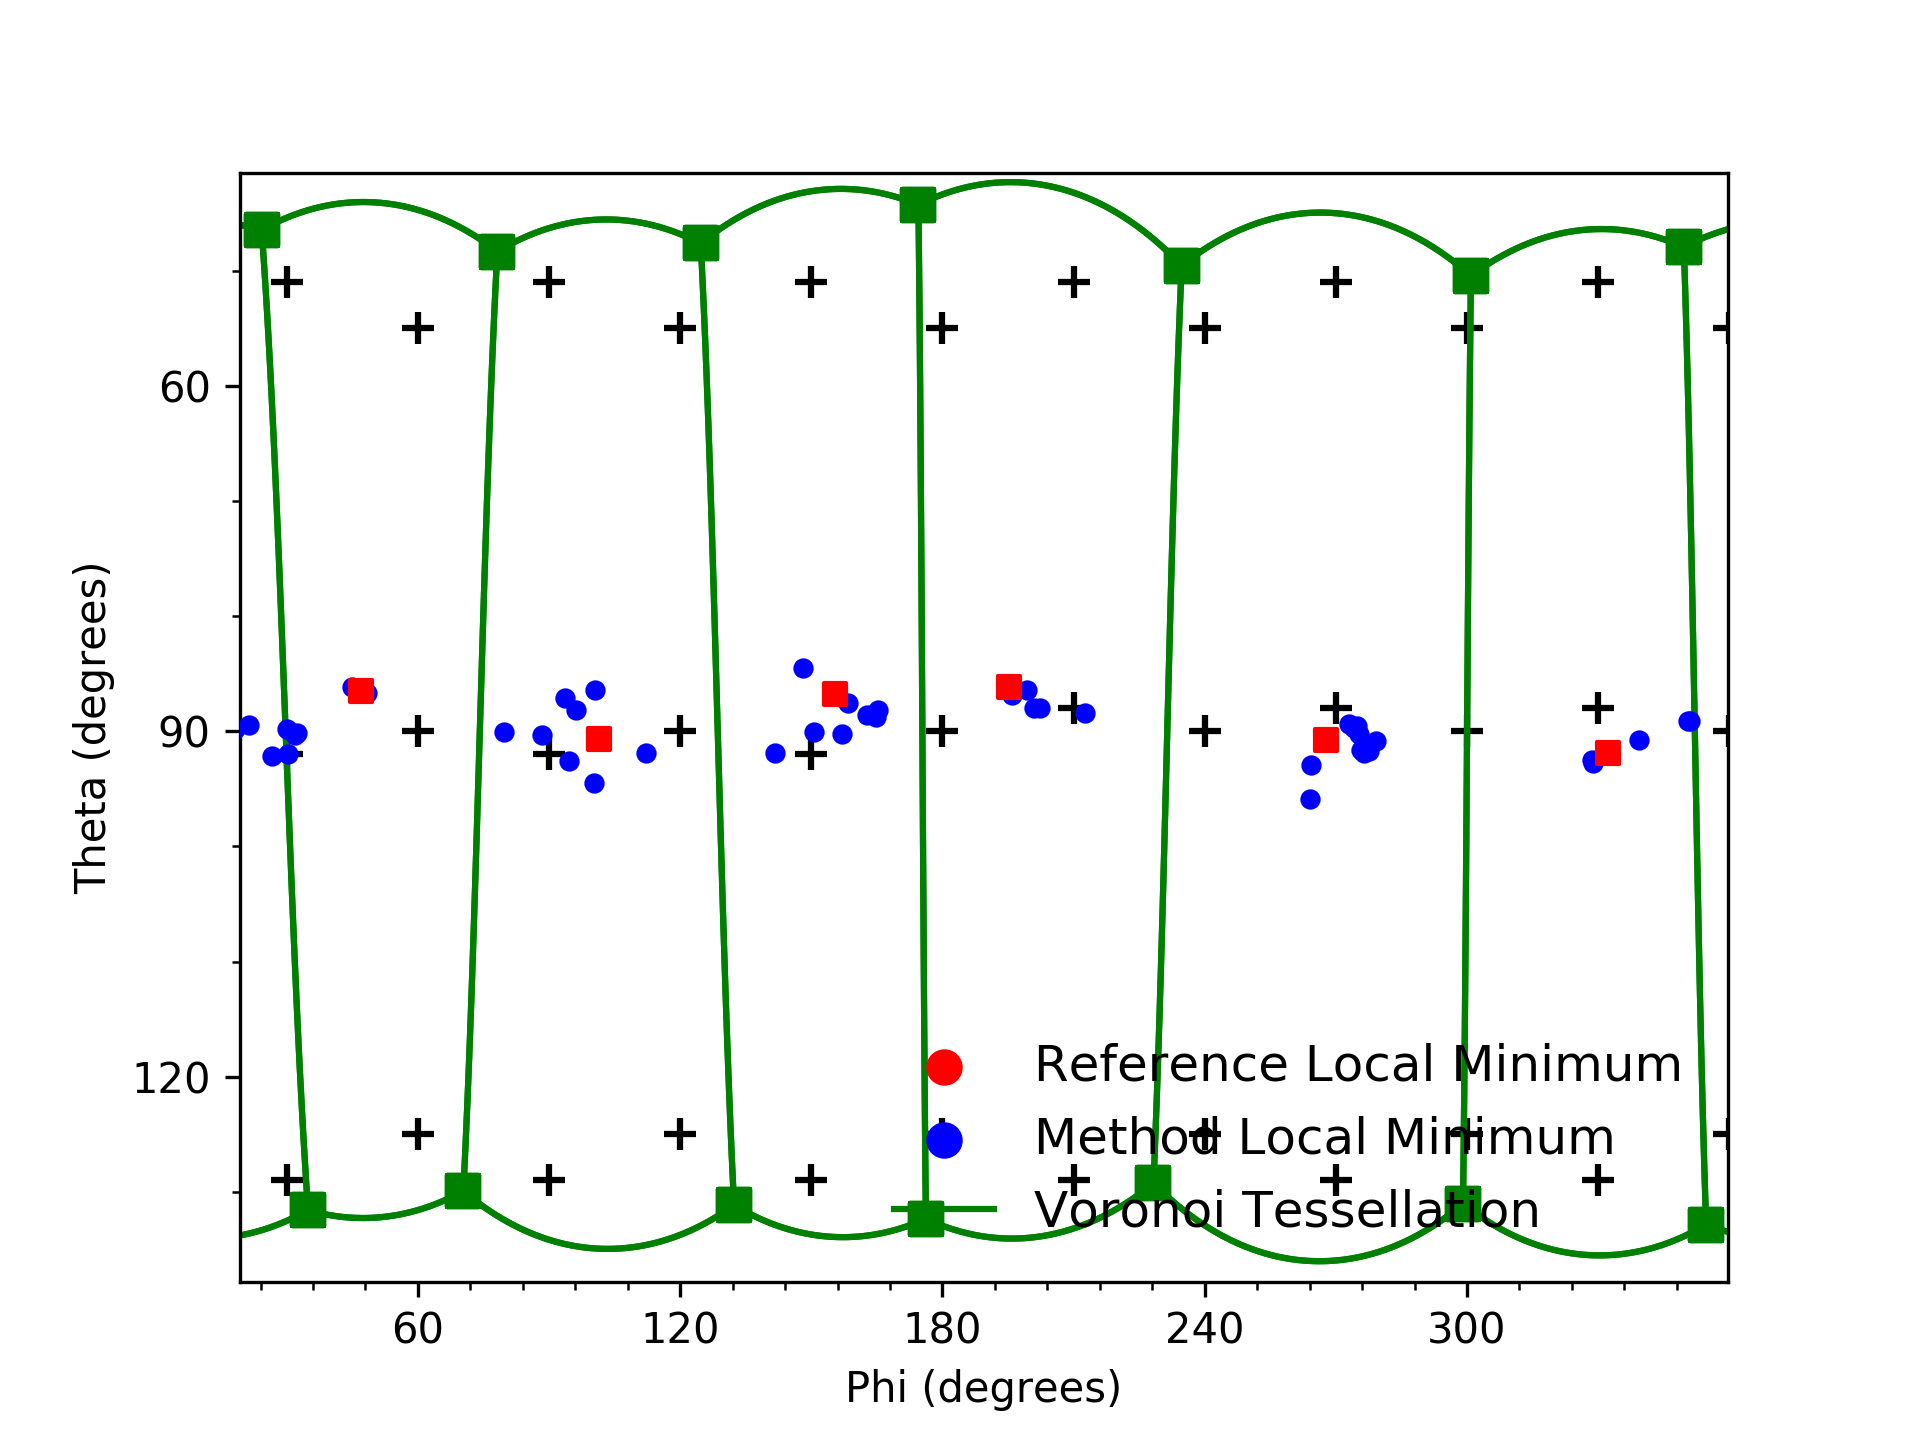 60
90
120
Theta (degrees)
Reference Local Minimum
Method Local Minimum
Voronoi Tessellation
60 120 180 240 300
Phi (degrees)